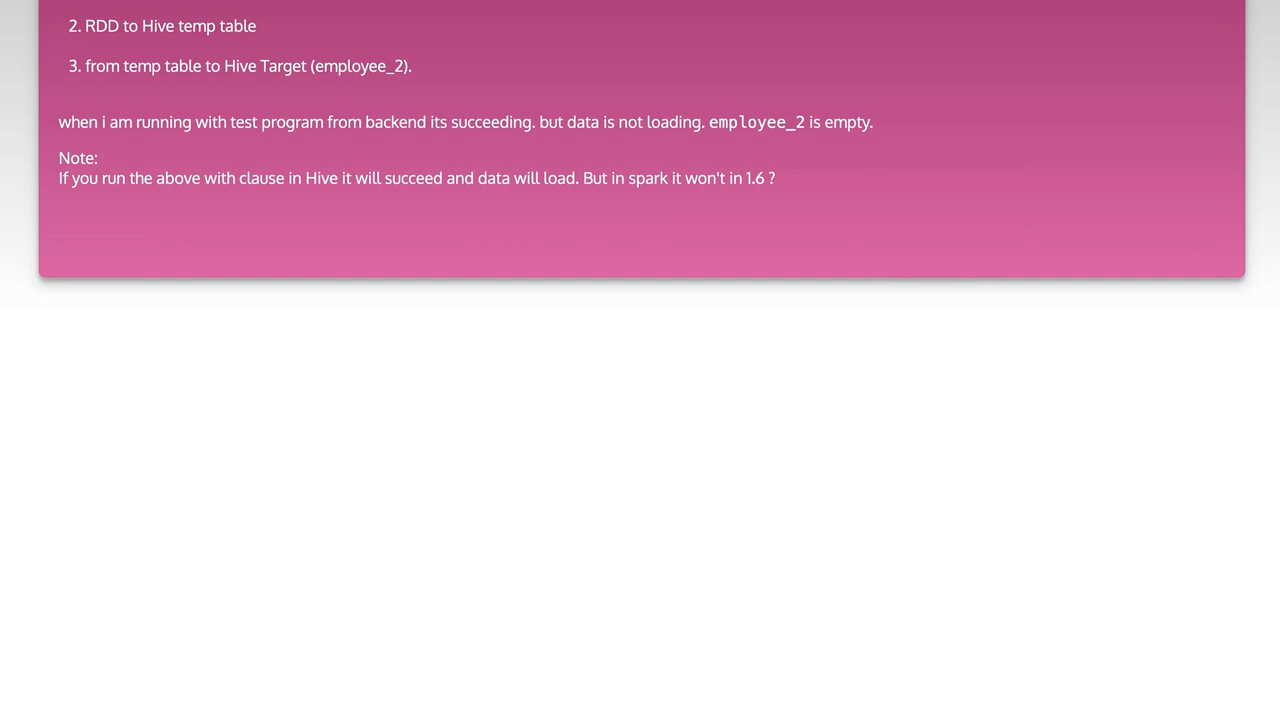 2. RDD to Hive temp table
3. from temp table to Hive Target (employee_2).
when i am running with test program from backend its succeeding. but data is not loading. employee_2 is empty.
Note:
If you run the above with clause in Hive it will succeed and data will load. But in spark it won't in 1.6 ?